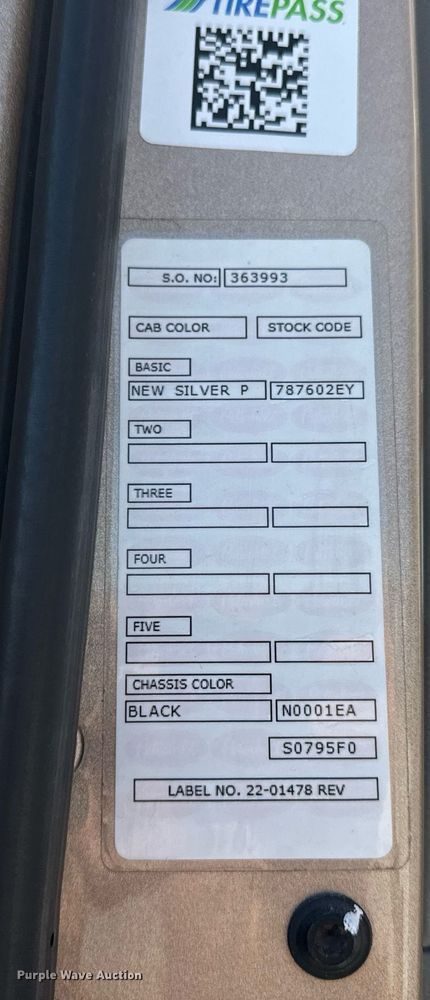 TIREPASS
S.O. NO: 363993
CAB COLOR STOCK CODE
BASIC
NEW SILVER P 787602EY
TWO
THREE
FOUR
FIVE
CHASSIS COLOR
BLACK N0001EA
S0795F0
LABEL NO. 22-01478 REV
Purple Wave Auction